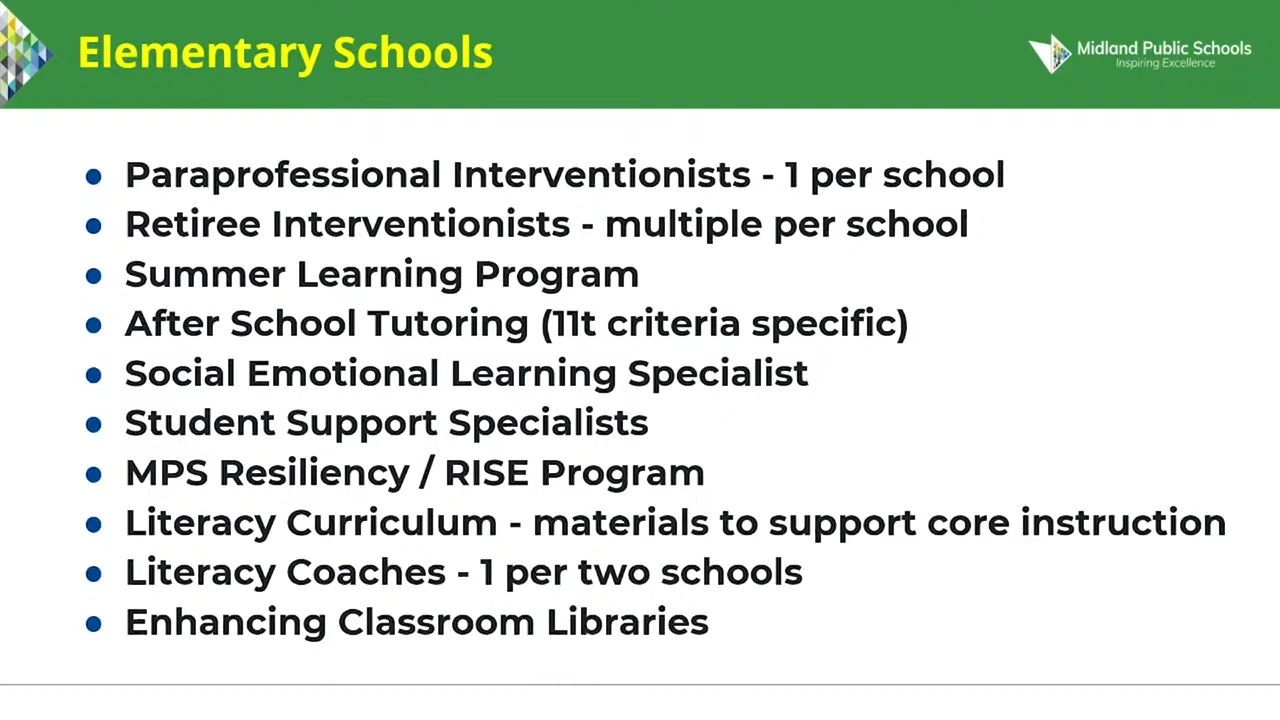 Elementary Schools
Midland Public Schools
Inspiring Excellence
● Paraprofessional Interventionists - 1 per school
● Retiree Interventionists - multiple per school
● Summer Learning Program
● After School Tutoring (11t criteria specific)
● Social Emotional Learning Specialist
● Student Support Specialists
● MPS Resiliency / RISE Program
● Literacy Curriculum - materials to support core instruction
● Literacy Coaches - 1 per two schools
● Enhancing Classroom Libraries